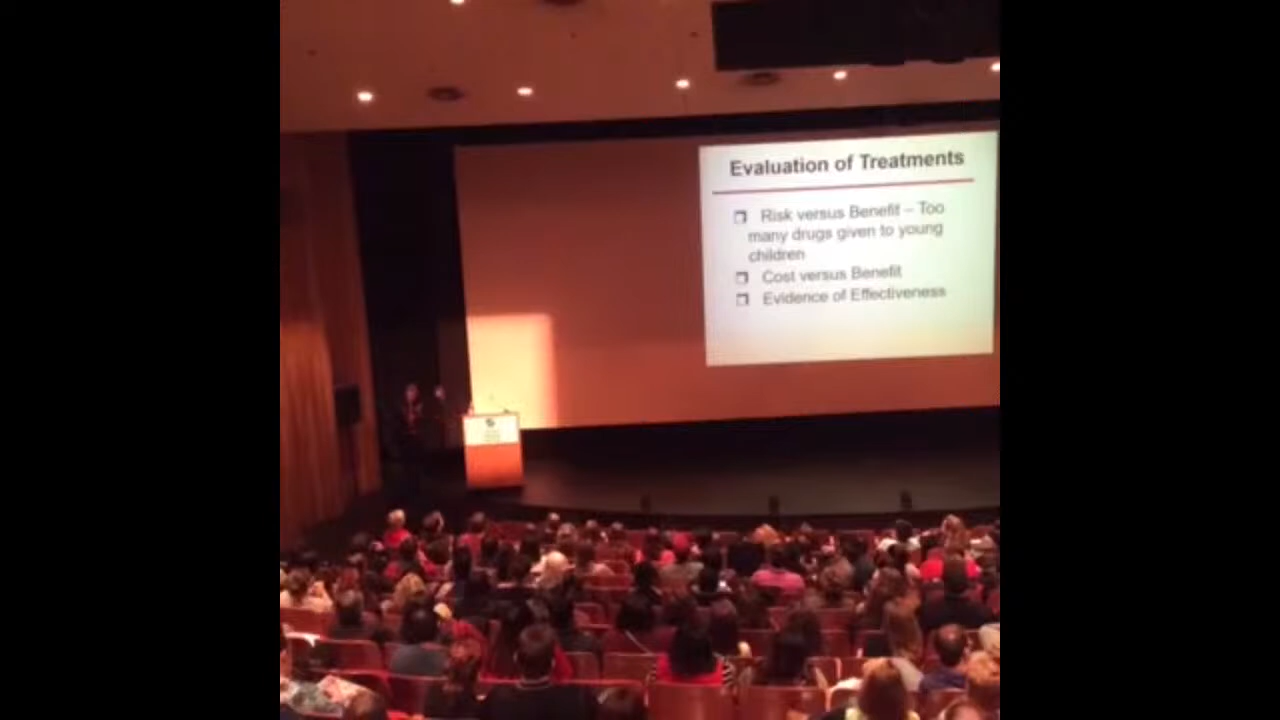 Evaluation of Treatments
❐ Risk versus Benefit – Too
many drugs given to young
children
❐ Cost versus Benefit
❐ Evidence of Effectiveness